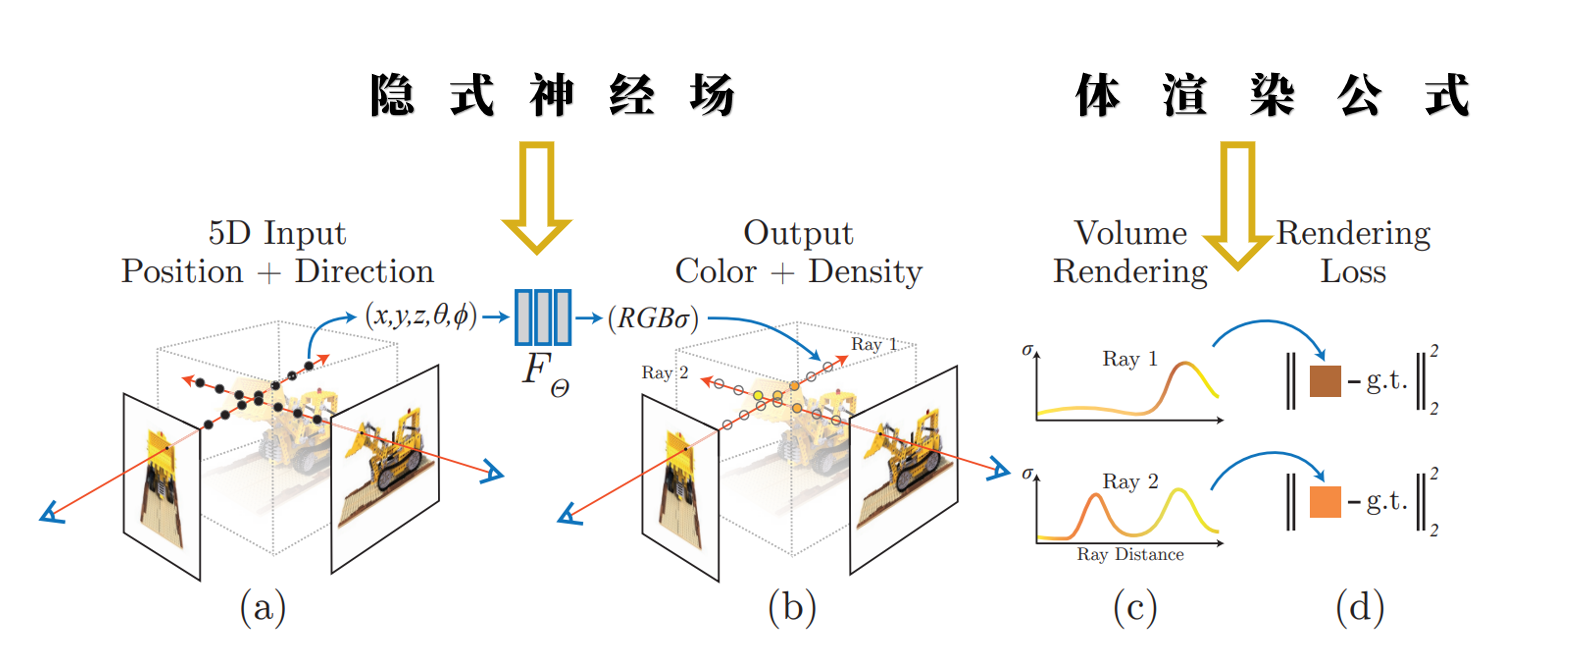 隐式神经场
体渲染公式
5D Input
Position + Direction
Output
Color + Density
Volume
Rendering
Rendering
Loss
(x,y,z,θ,ϕ)
(RGBσ)
F_Θ
Ray 1
Ray 2
σ
Ray 1
‖ – g.t. ‖²₂
σ
Ray 2
Ray Distance
‖ – g.t. ‖²₂
(a)
(b)
(c)
(d)